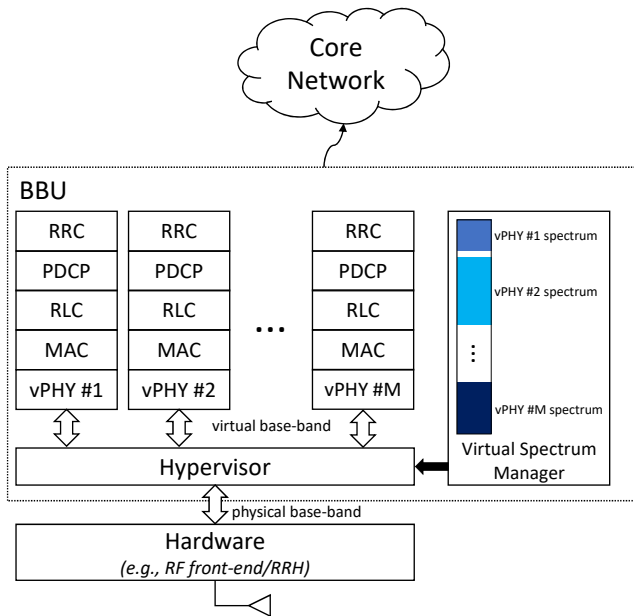 Core
Network
BBU
RRC
PDCP
RLC
MAC
vPHY #1
RRC
PDCP
RLC
MAC
vPHY #2
...
RRC
PDCP
RLC
MAC
vPHY #M
vPHY #1 spectrum
vPHY #2 spectrum
...
vPHY #M spectrum
Virtual Spectrum
Manager
virtual base-band
Hypervisor
physical base-band
Hardware
(e.g., RF front-end/RRH)